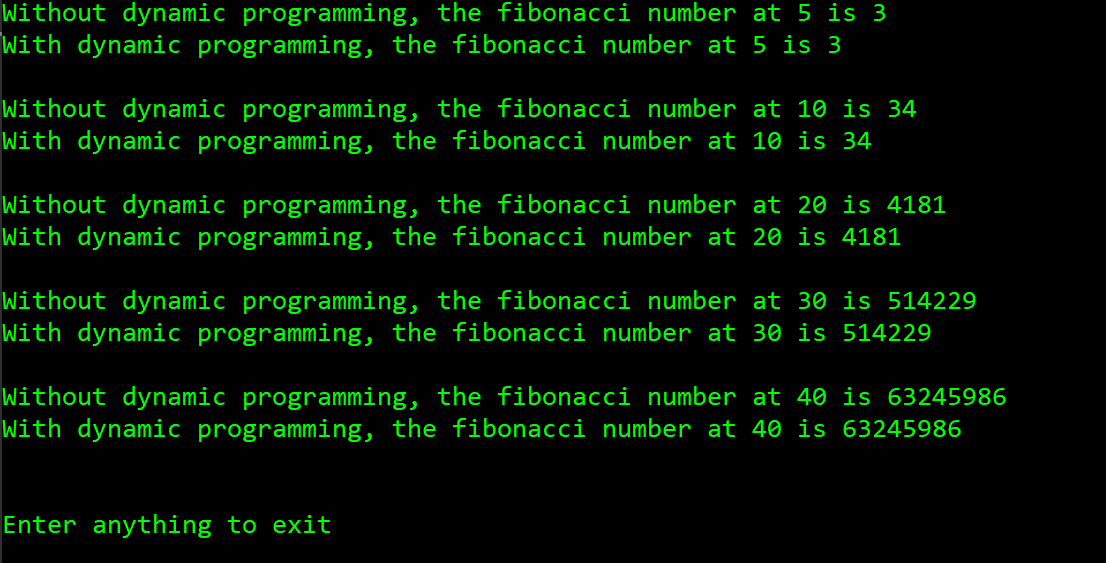 Without dynamic programming, the fibonacci number at 5 is 3
With dynamic programming, the fibonacci number at 5 is 3
Without dynamic programming, the fibonacci number at 10 is 34
With dynamic programming, the fibonacci number at 10 is 34
Without dynamic programming, the fibonacci number at 20 is 4181
With dynamic programming, the fibonacci number at 20 is 4181
Without dynamic programming, the fibonacci number at 30 is 514229
With dynamic programming, the fibonacci number at 30 is 514229
Without dynamic programming, the fibonacci number at 40 is 63245986
With dynamic programming, the fibonacci number at 40 is 63245986
Enter anything to exit